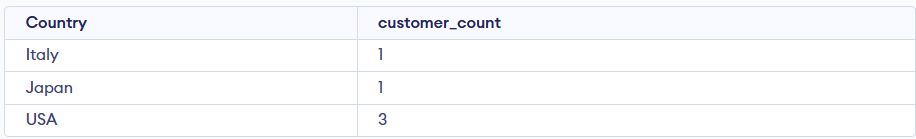 Country customer_count
Italy 1
Japan 1
USA 3